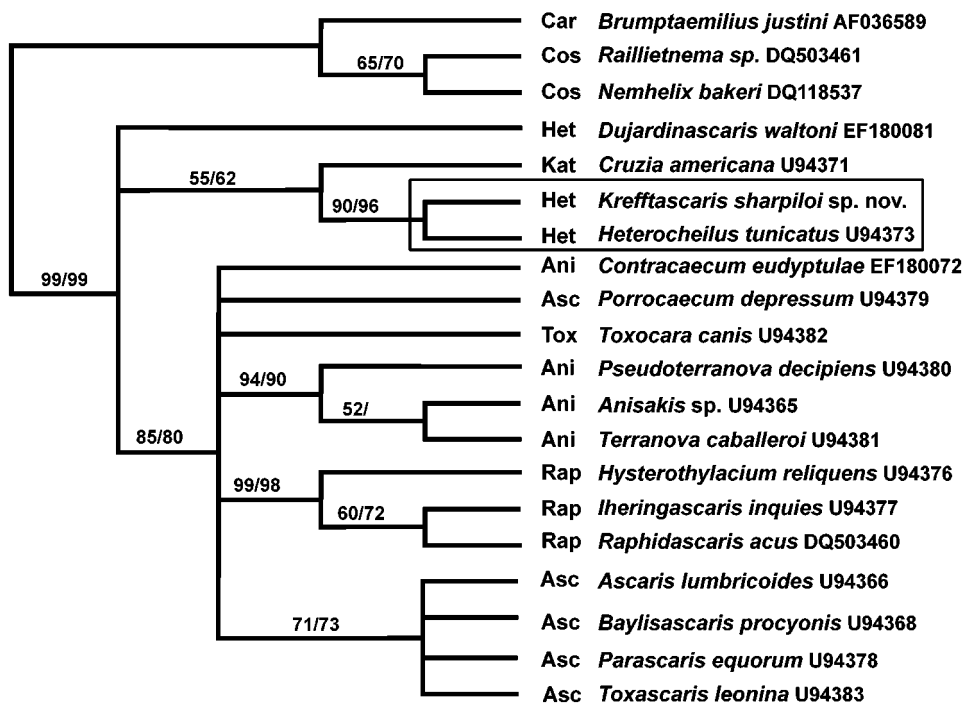 Car Brumptaemilius justini AF036589
65/70 Cos Raillietnema sp. DQ503461
Cos Nemhelix bakeri DQ118537
Het Dujardinascaris waltoni EF180081
55/62 Kat Cruzia americana U94371
90/96 Het Krefftascaris sharpiloi sp. nov.
Het Heterocheilus tunicatus U94373
99/99 Ani Contracaecum eudyptulae EF180072
Asc Porrocaecum depressum U94379
Tox Toxocara canis U94382
94/90 Ani Pseudoterranova decipiens U94380
52/ Ani Anisakis sp. U94365
85/80 Ani Terranova caballeroi U94381
99/98 Rap Hysterothylacium reliquens U94376
60/72 Rap Iheringascaris inquies U94377
Rap Raphidascaris acus DQ503460
Asc Ascaris lumbricoides U94366
71/73 Asc Baylisascaris procyonis U94368
Asc Parascaris equorum U94378
Asc Toxascaris leonina U94383